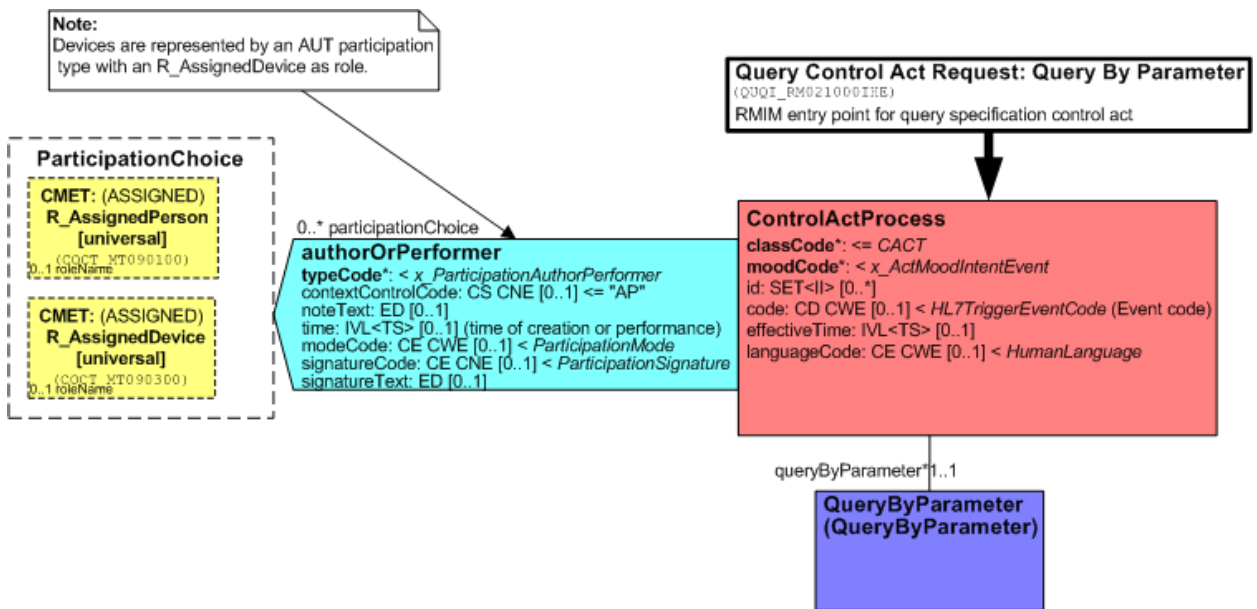 Note:
Devices are represented by an AUT participation
type with an R_AssignedDevice as role.
Query Control Act Request: Query By Parameter
(QUQI_RM021000IHE)
RMIM entry point for query specification control act
ParticipationChoice
CMET: (ASSIGNED)
R_AssignedPerson
[universal]
(COCT_MT090100)
0..1 roleName
CMET: (ASSIGNED)
R_AssignedDevice
[universal]
(COCT_MT090300)
0..1 roleName
0..* participationChoice
authorOrPerformer
typeCode*: < x_ParticipationAuthorPerformer
contextControlCode: CS CNE [0..1] <= "AP"
noteText: ED [0..1]
time: IVL<TS> [0..1] (time of creation or performance)
modeCode: CE CWE [0..1] < ParticipationMode
signatureCode: CE CNE [0..1] < ParticipationSignature
signatureText: ED [0..1]
ControlActProcess
classCode*: <= CACT
moodCode*: < x_ActMoodIntentEvent
id: SET<II> [0..*]
code: CD CWE [0..1] < HL7TriggerEventCode (Event code)
effectiveTime: IVL<TS> [0..1]
languageCode: CE CWE [0..1] < HumanLanguage
queryByParameter*1..1
QueryByParameter
(QueryByParameter)